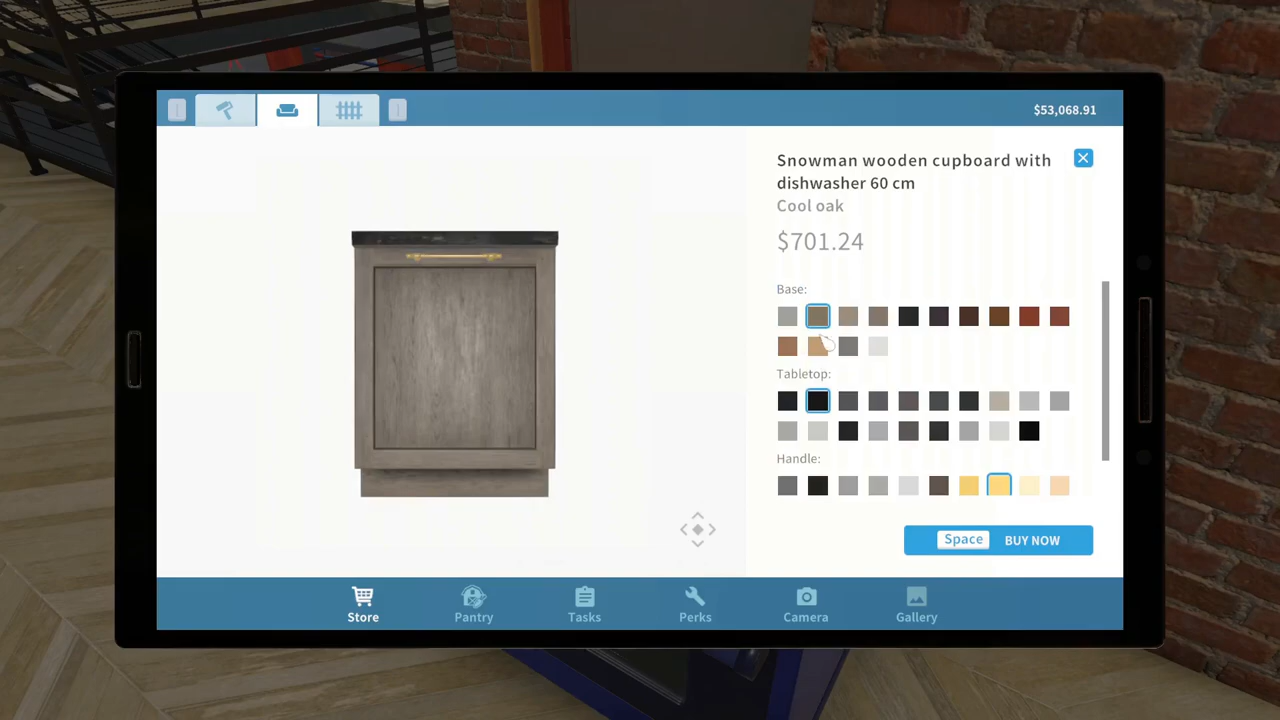 $53,068.91
Snowman wooden cupboard with
dishwasher 60 cm
Cool oak
$701.24
Base:
Tabletop:
Handle:
Space BUY NOW
Store Pantry Tasks Perks Camera Gallery